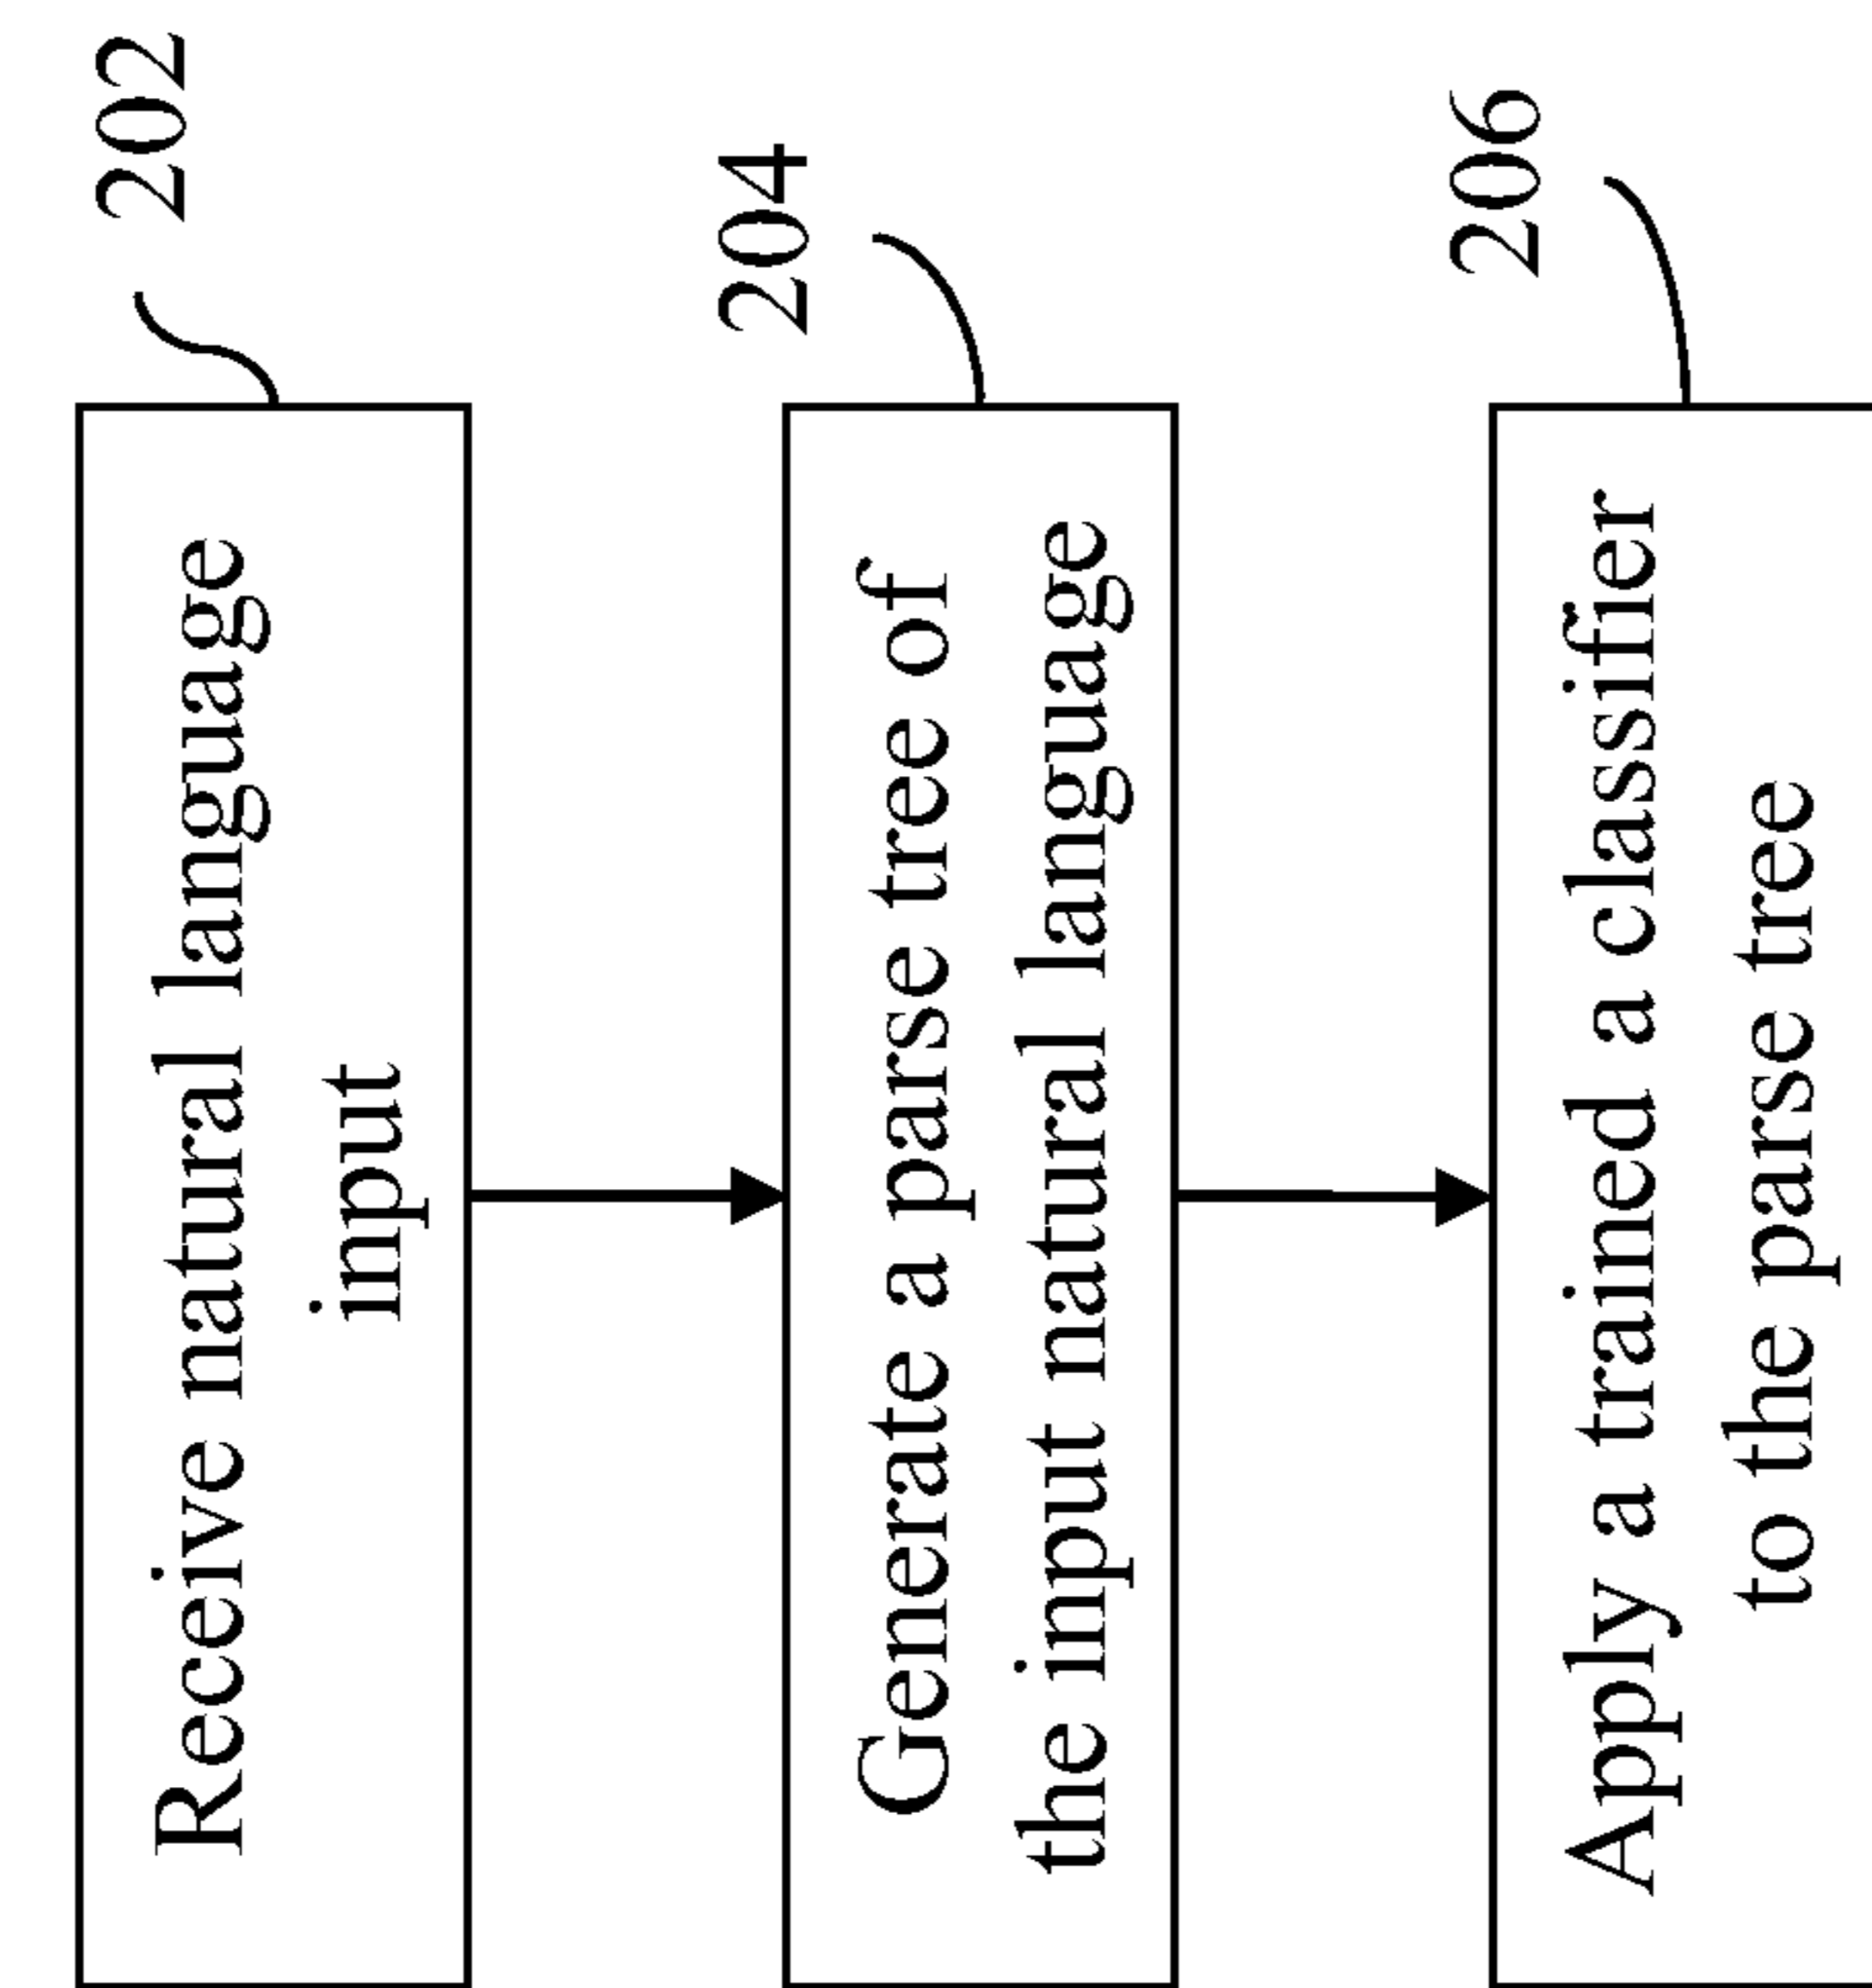 202
Receive natural language
input
204
Generate a parse tree of
the input natural language
206
Apply a trained a classifier
to the parse tree